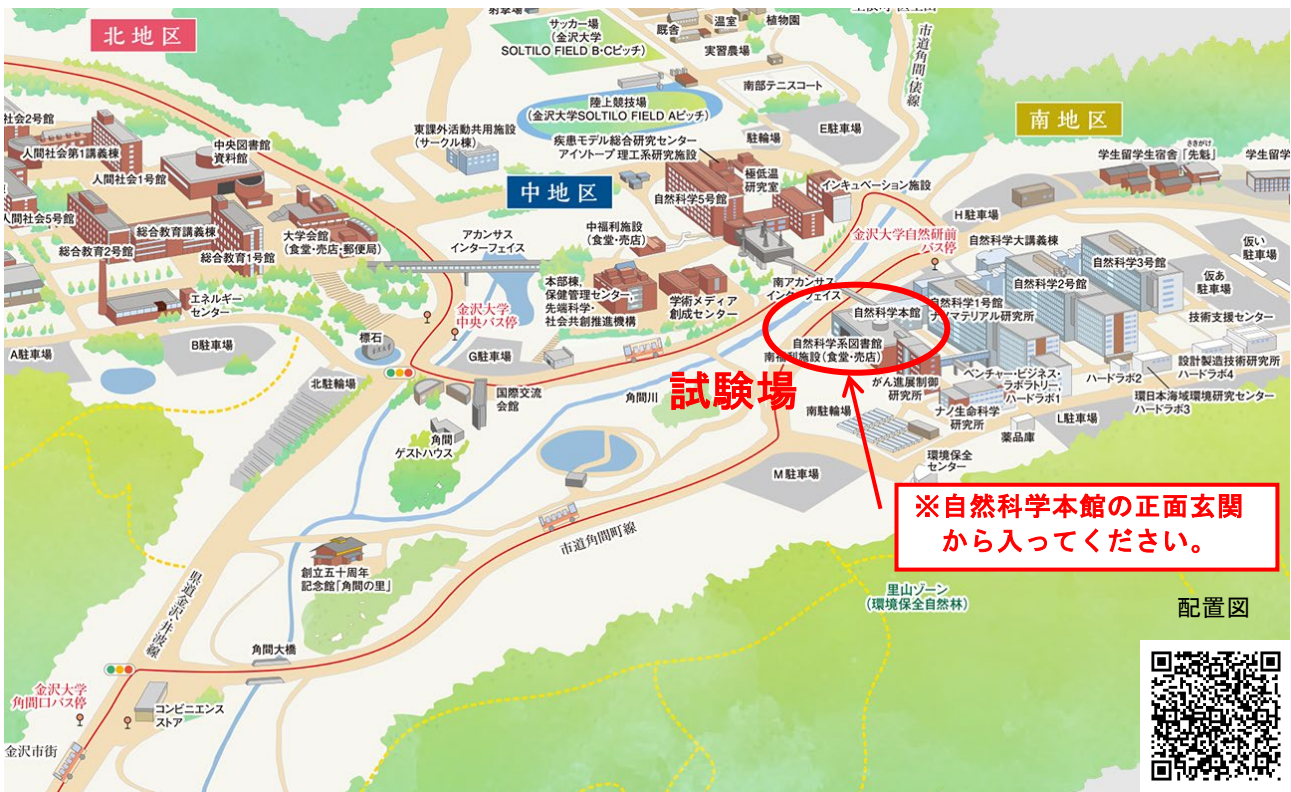 北地区
射撃場
サッカー場
(金沢大学
SOLTILO FIELD B・Cピッチ)
厩舎
温室
植物園
実習農場
市道角間・俵線
南部テニスコート
陸上競技場
(金沢大学SOLTILO FIELD Aピッチ)
E駐車場
南地区
社会2号館
人間社会第1講義棟
人間社会1号館
中央図書館
資料館
東課外活動共用施設
(サークル棟)
疾患モデル総合研究センター
アイソトープ理工系研究施設
駐輪場
極低温
研究室
インキュベーション施設
さきがけ
学生留学生宿舎「先魁」
学生留学
中地区
自然科学5号館
人間社会5号館
総合教育講義棟
総合教育2号館
総合教育1号館
大学会館
(食堂・売店・郵便局)
アカンサス
インターフェイス
中福利施設
(食堂・売店)
H駐車場
金沢大学自然研前
バス停
自然科学大講義棟
自然科学3号館
自然科学2号館
仮い
駐車場
仮あ
駐車場
エネルギー
センター
金沢大学
中央バス停
本部棟,
保健管理センター,
先端科学・
社会共創推進機構
学術メディア
創成センター
南アカンサス
インターフェイス
自然科学本館
自然科学1号館
ナノマテリアル研究所
技術支援センター
A駐車場
B駐車場
標石
G駐車場
自然科学系図書館
南福利施設(食堂・売店)
設計製造技術研究所
ハードラボ4
北駐輪場
国際交流
会館
角間川
試験場
がん進展制御
研究所
ベンチャー・ビジネス・
ラボラトリー,
ハードラボ1
ハードラボ2
環日本海域環境研究センター
ハードラボ3
南駐輪場
ナノ生命科学
研究所
L駐車場
薬品庫
角間
ゲストハウス
環境保全
センター
M駐車場
※自然科学本館の正面玄関
から入ってください。
市道角間町線
創立五十周年
記念館「角間の里」
県道金沢・井波線
里山ゾーン
(環境保全自然林)
配置図
角間大橋
金沢大学
角間口バス停
コンビニエンス
ストア
金沢市街